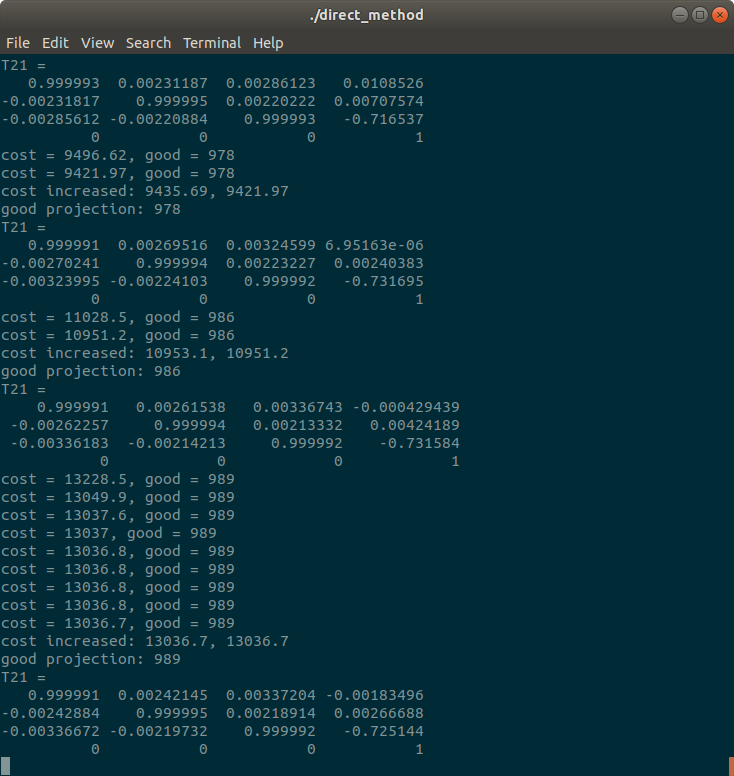 ./direct_method
File Edit View Search Terminal Help
T21 =
   0.999993  0.00231187  0.00286123   0.0108526
-0.00231817    0.999995  0.00220222  0.00707574
-0.00285612 -0.00220884    0.999993   -0.716537
          0           0           0           1
cost = 9496.62, good = 978
cost = 9421.97, good = 978
cost increased: 9435.69, 9421.97
good projection: 978
T21 =
   0.999991  0.00269516  0.00324599 6.95163e-06
-0.00270241    0.999994  0.00223227  0.00240383
-0.00323995 -0.00224103    0.999992   -0.731695
          0           0           0           1
cost = 11028.5, good = 986
cost = 10951.2, good = 986
cost increased: 10953.1, 10951.2
good projection: 986
T21 =
    0.999991   0.00261538   0.00336743 -0.000429439
 -0.00262257     0.999994   0.00213332   0.00424189
 -0.00336183  -0.00214213     0.999992    -0.731584
           0            0            0            1
cost = 13228.5, good = 989
cost = 13049.9, good = 989
cost = 13037.6, good = 989
cost = 13037, good = 989
cost = 13036.8, good = 989
cost = 13036.8, good = 989
cost = 13036.8, good = 989
cost = 13036.8, good = 989
cost = 13036.7, good = 989
cost increased: 13036.7, 13036.7
good projection: 989
T21 =
   0.999991  0.00242145  0.00337204 -0.00183496
-0.00242884    0.999995  0.00218914  0.00266688
-0.00336672 -0.00219732    0.999992   -0.725144
          0           0           0           1